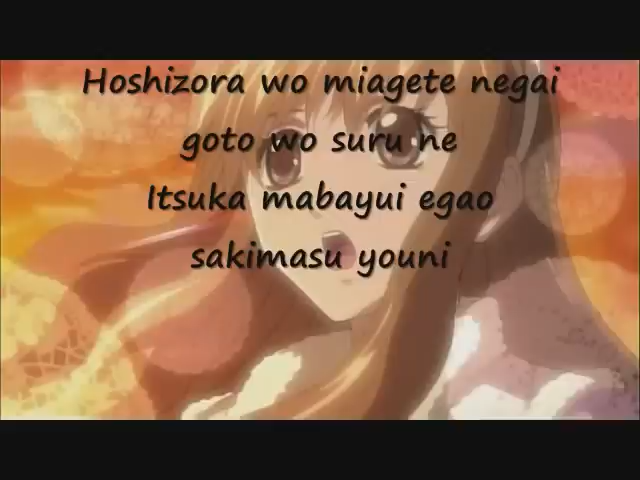 Hoshizora wo miagete negai
goto wo suru ne
Itsuka mabayui egao
sakimasu youni